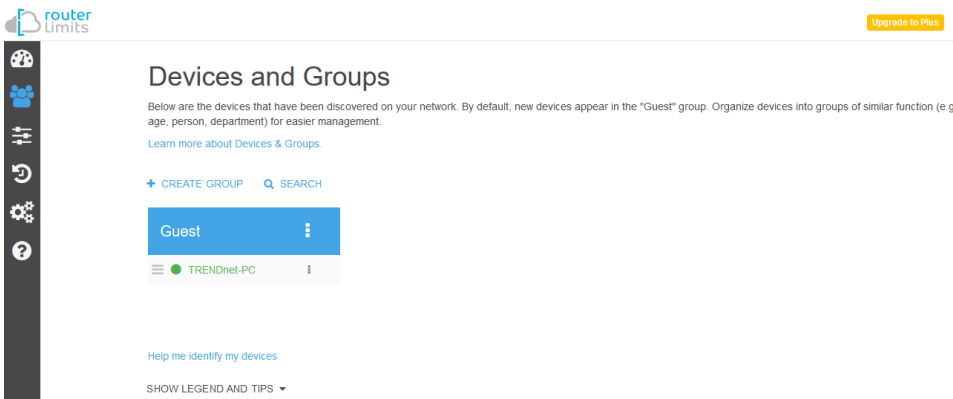 router
Limits
Upgrade to Plus
Devices and Groups
Below are the devices that have been discovered on your network. By default, new devices appear in the "Guest" group. Organize devices into groups of similar function (e.g
age, person, department) for easier management.
Learn more about Devices & Groups.
+ CREATE GROUP SEARCH
Guest
TRENDnet-PC
Help me identify my devices
SHOW LEGEND AND TIPS